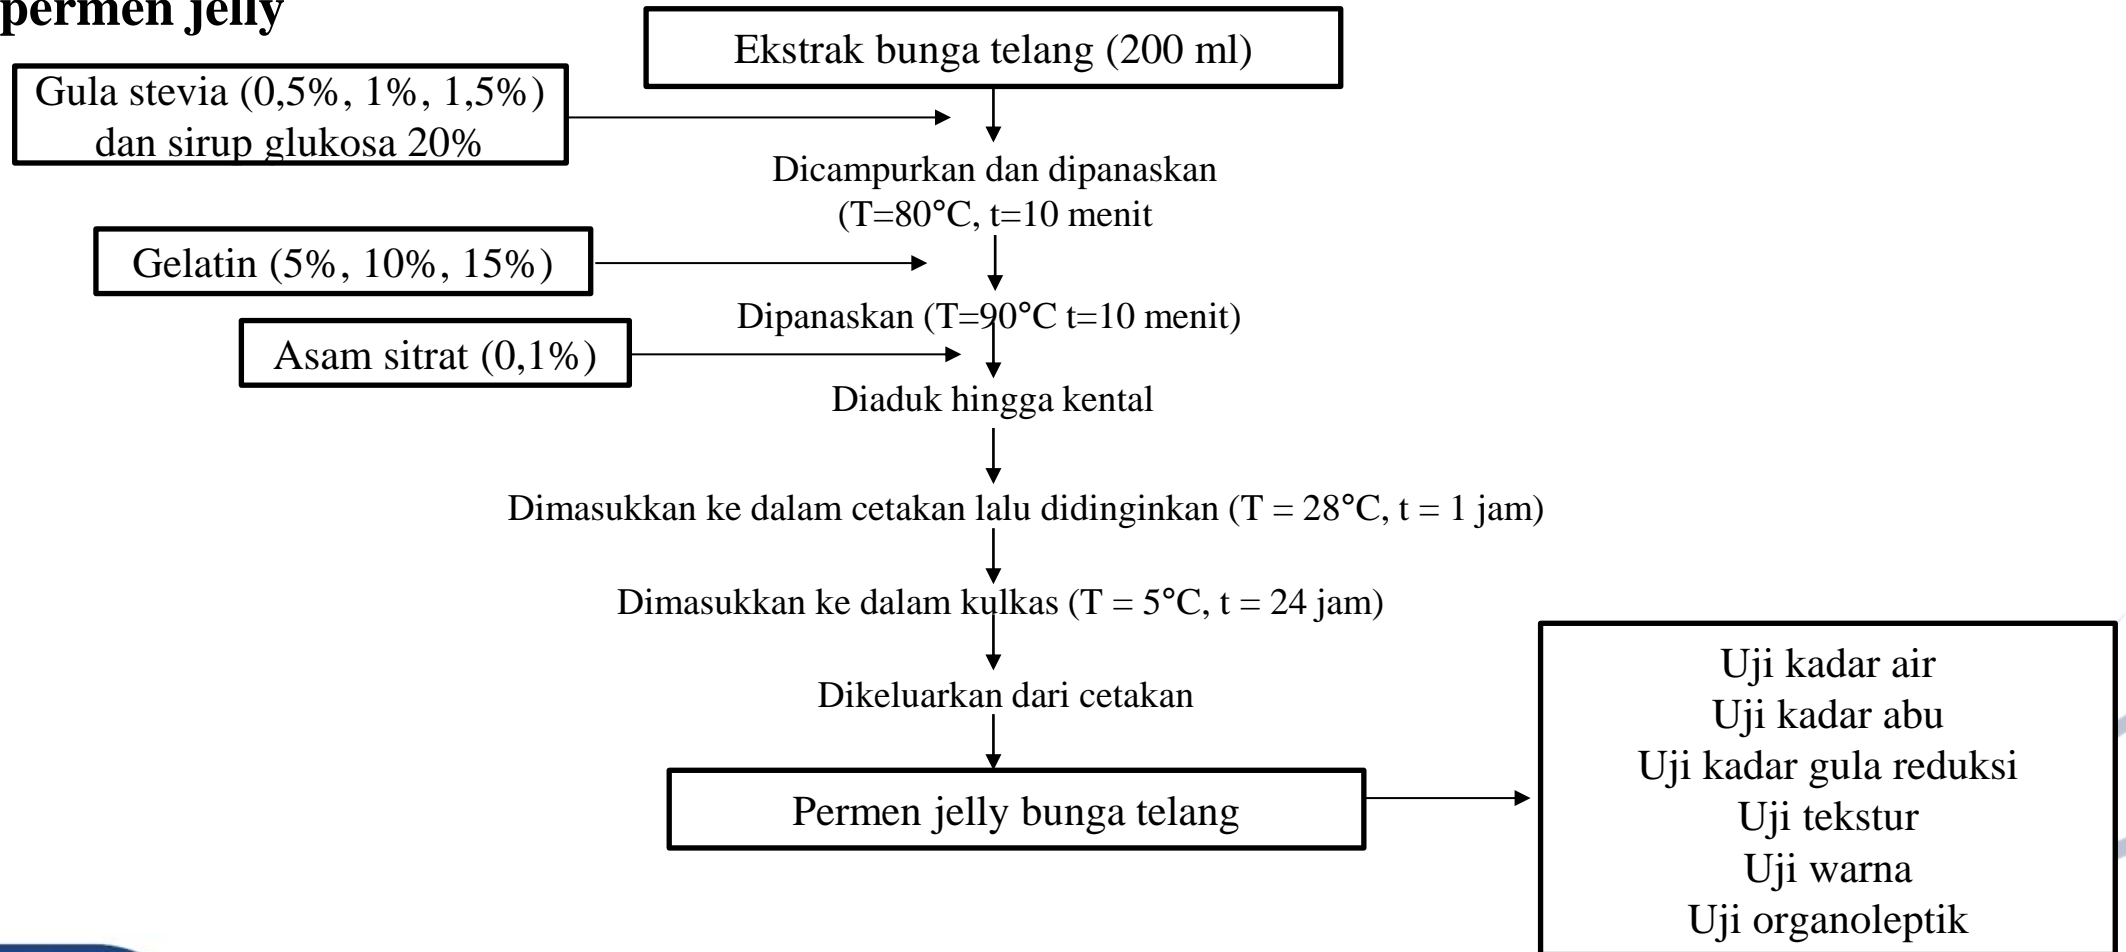 permen jelly
Ekstrak bunga telang (200 ml)
Gula stevia (0,5%, 1%, 1,5%)
dan sirup glukosa 20%
Dicampurkan dan dipanaskan
(T=80°C, t=10 menit
Gelatin (5%, 10%, 15%)
Dipanaskan (T=90°C t=10 menit)
Asam sitrat (0,1%)
Diaduk hingga kental
Dimasukkan ke dalam cetakan lalu didinginkan (T = 28°C, t = 1 jam)
Dimasukkan ke dalam kulkas (T = 5°C, t = 24 jam)
Dikeluarkan dari cetakan
Permen jelly bunga telang
Uji kadar air
Uji kadar abu
Uji kadar gula reduksi
Uji tekstur
Uji warna
Uji organoleptik